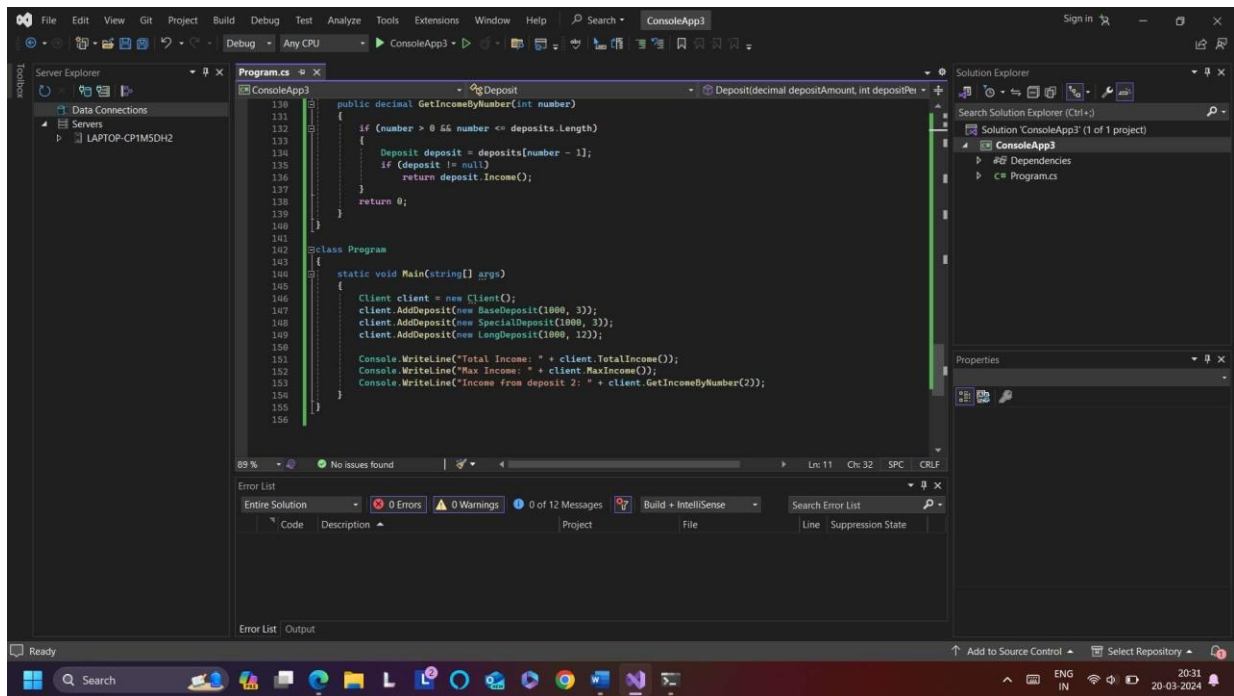 File Edit View Git Project Build Debug Test Analyze Tools Extensions Window Help Search ConsoleApp3 Sign in
Debug Any CPU ConsoleApp3
Toolbox
Server Explorer
Data Connections
Servers
LAPTOP-CP1M5DH2
Program.cs
ConsoleApp3 Deposit Deposit(decimal depositAmount, int depositPer
130 public decimal GetIncomeByNumber(int number)
131 {
132 if (number > 0 && number <= deposits.Length)
133 {
134 Deposit deposit = deposits[number - 1];
135 if (deposit != null)
136 return deposit.Income();
137 }
138 return 0;
139 }
140 }
141
142 class Program
143 {
144 static void Main(string[] args)
145 {
146 Client client = new Client();
147 client.AddDeposit(new BaseDeposit(1000, 3));
148 client.AddDeposit(new SpecialDeposit(1000, 3));
149 client.AddDeposit(new LongDeposit(1000, 12));
150
151 Console.WriteLine("Total Income: " + client.TotalIncome());
152 Console.WriteLine("Max Income: " + client.MaxIncome());
153 Console.WriteLine("Income from deposit 2: " + client.GetIncomeByNumber(2));
154 }
155 }
156
89 % No issues found Ln: 11 Ch: 32 SPC CRLF
Error List
Entire Solution 0 Errors 0 Warnings 0 of 12 Messages Build + IntelliSense Search Error List
Code Description Project File Line Suppression State
Error List Output
Solution Explorer
Search Solution Explorer (Ctrl+;)
Solution 'ConsoleApp3' (1 of 1 project)
ConsoleApp3
Dependencies
C# Program.cs
Properties
Ready Add to Source Control Select Repository
Search ENG 20:31
IN 20-03-2024